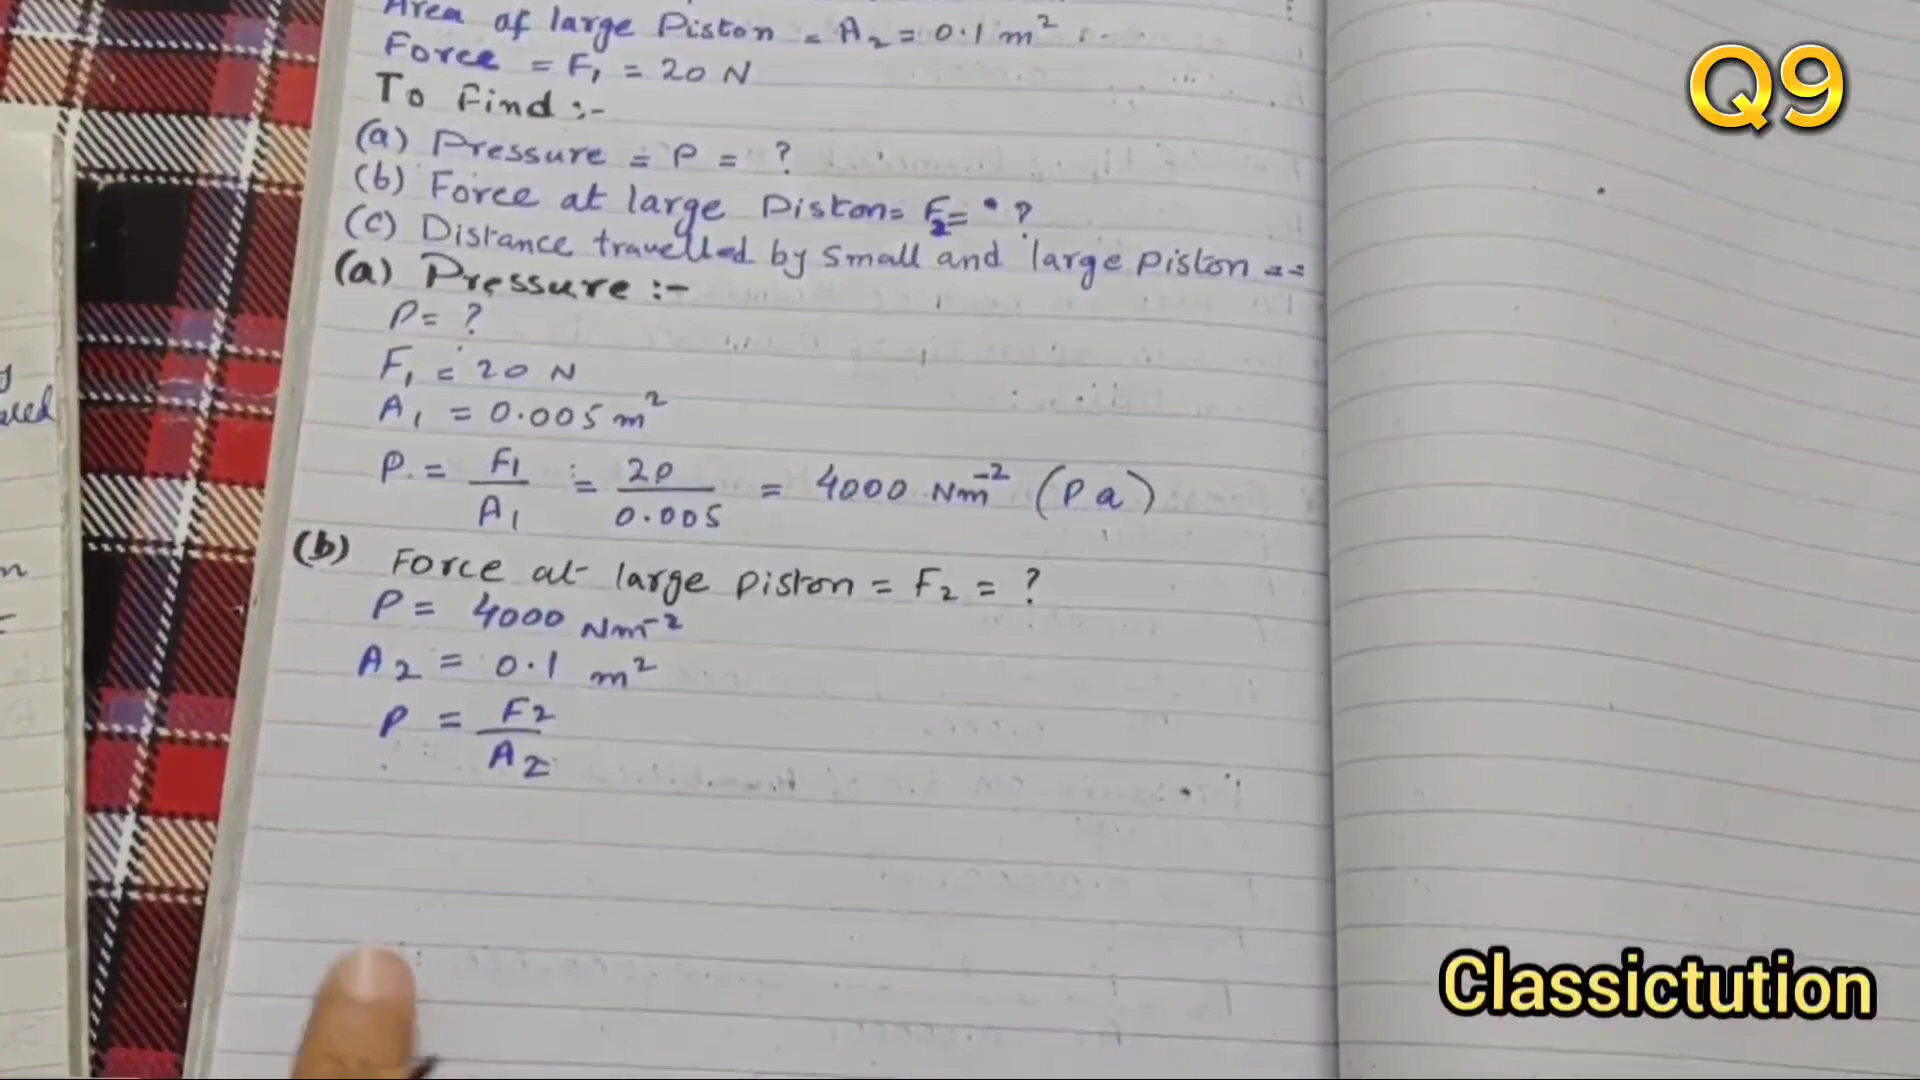 Area of large Piston = A₂ = 0.1 m²
Force = F₁ = 20 N
To Find :-
(a) Pressure = P = ?
(b) Force at large Piston = F₂ = ?
(c) Distance travelled by Small and large piston ==
(a) Pressure :-
P = ?
F₁ = 20 N
A₁ = 0.005 m²
P = F1/A1 = 20/0.005 = 4000 Nm⁻² (Pa)
(b) Force at large piston = F₂ = ?
P = 4000 Nm⁻²
A₂ = 0.1 m²
P = F2/A2
Q9
Classictution